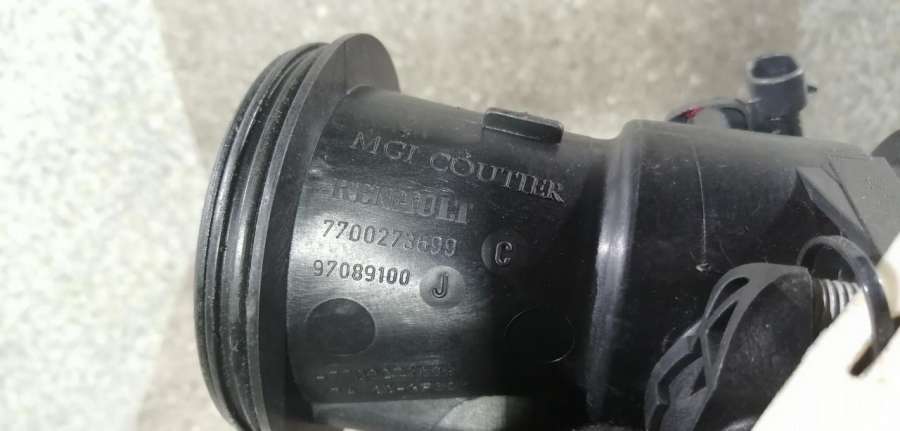 MGI COUTIER
RENAULT
7700273699 C
97089100 J